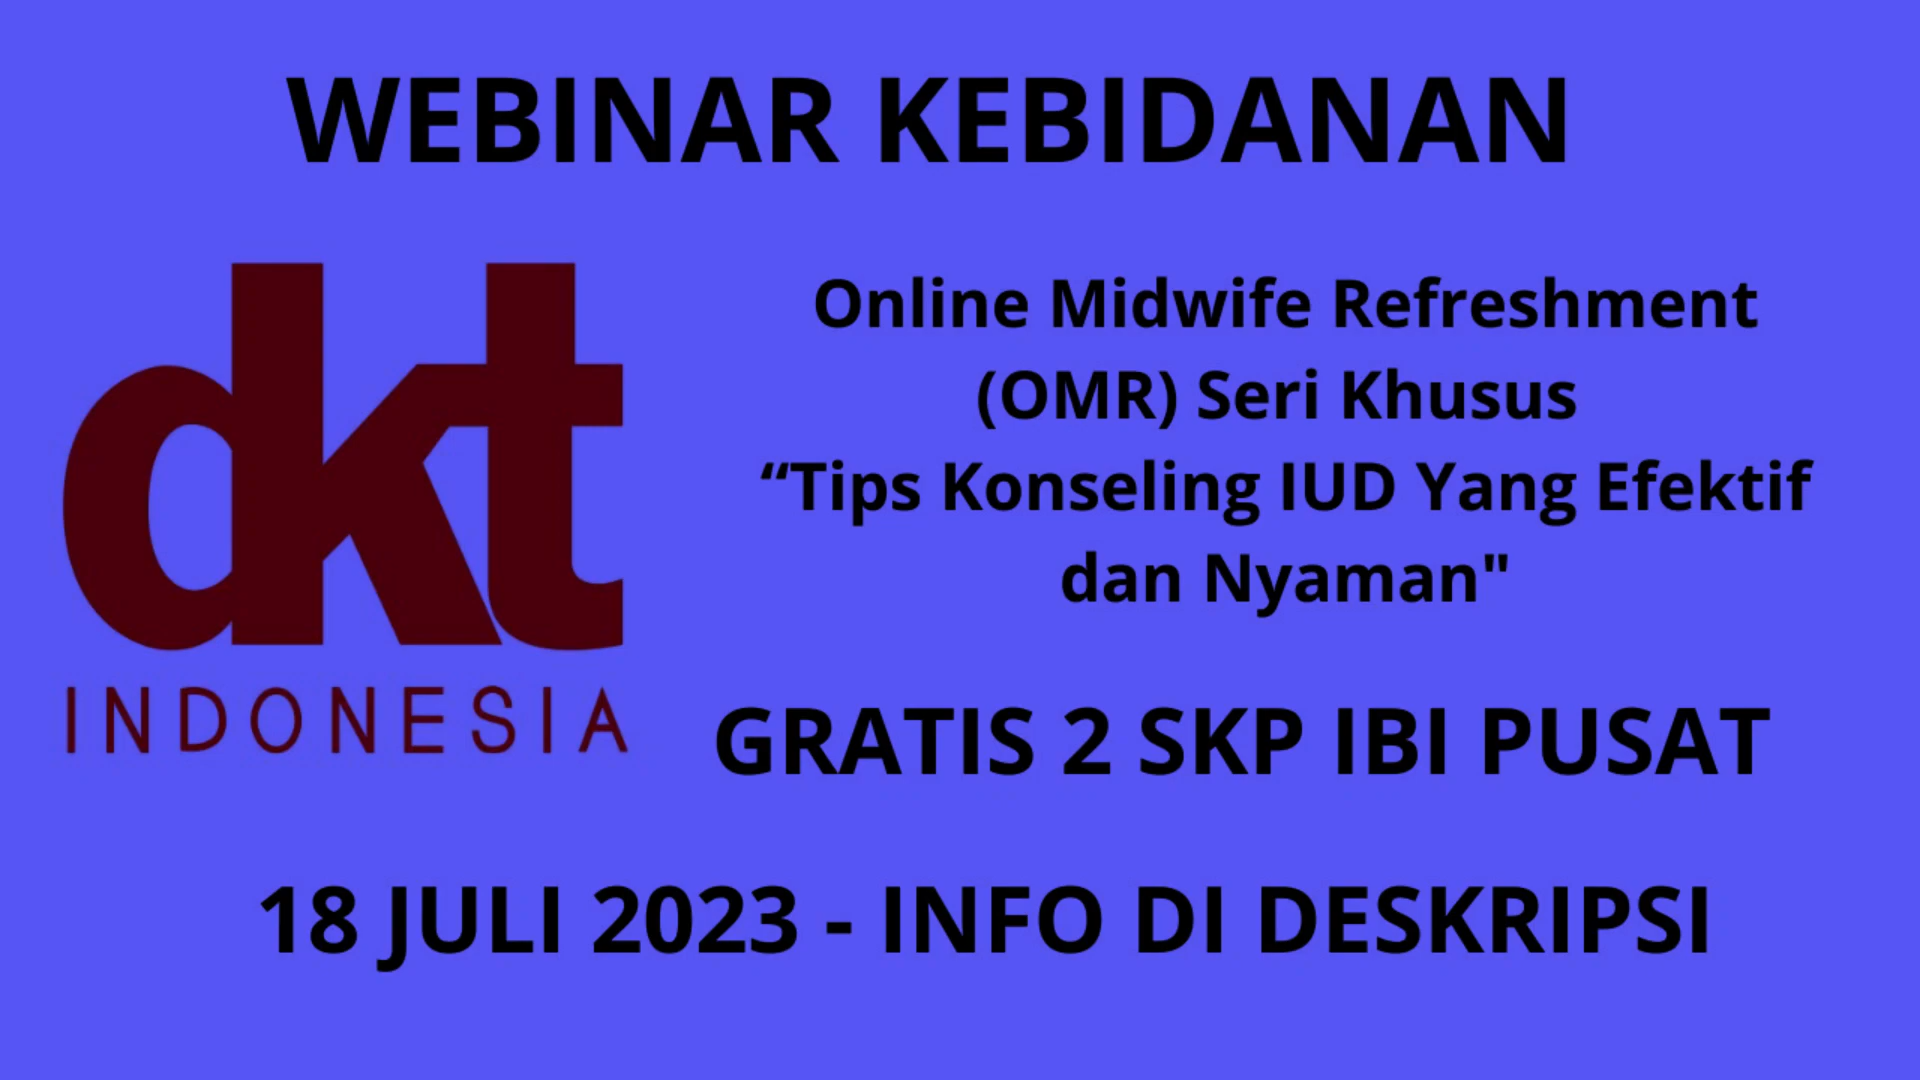 WEBINAR KEBIDANAN
dkt
INDONESIA
Online Midwife Refreshment
(OMR) Seri Khusus
“Tips Konseling IUD Yang Efektif
dan Nyaman"
GRATIS 2 SKP IBI PUSAT
18 JULI 2023 - INFO DI DESKRIPSI